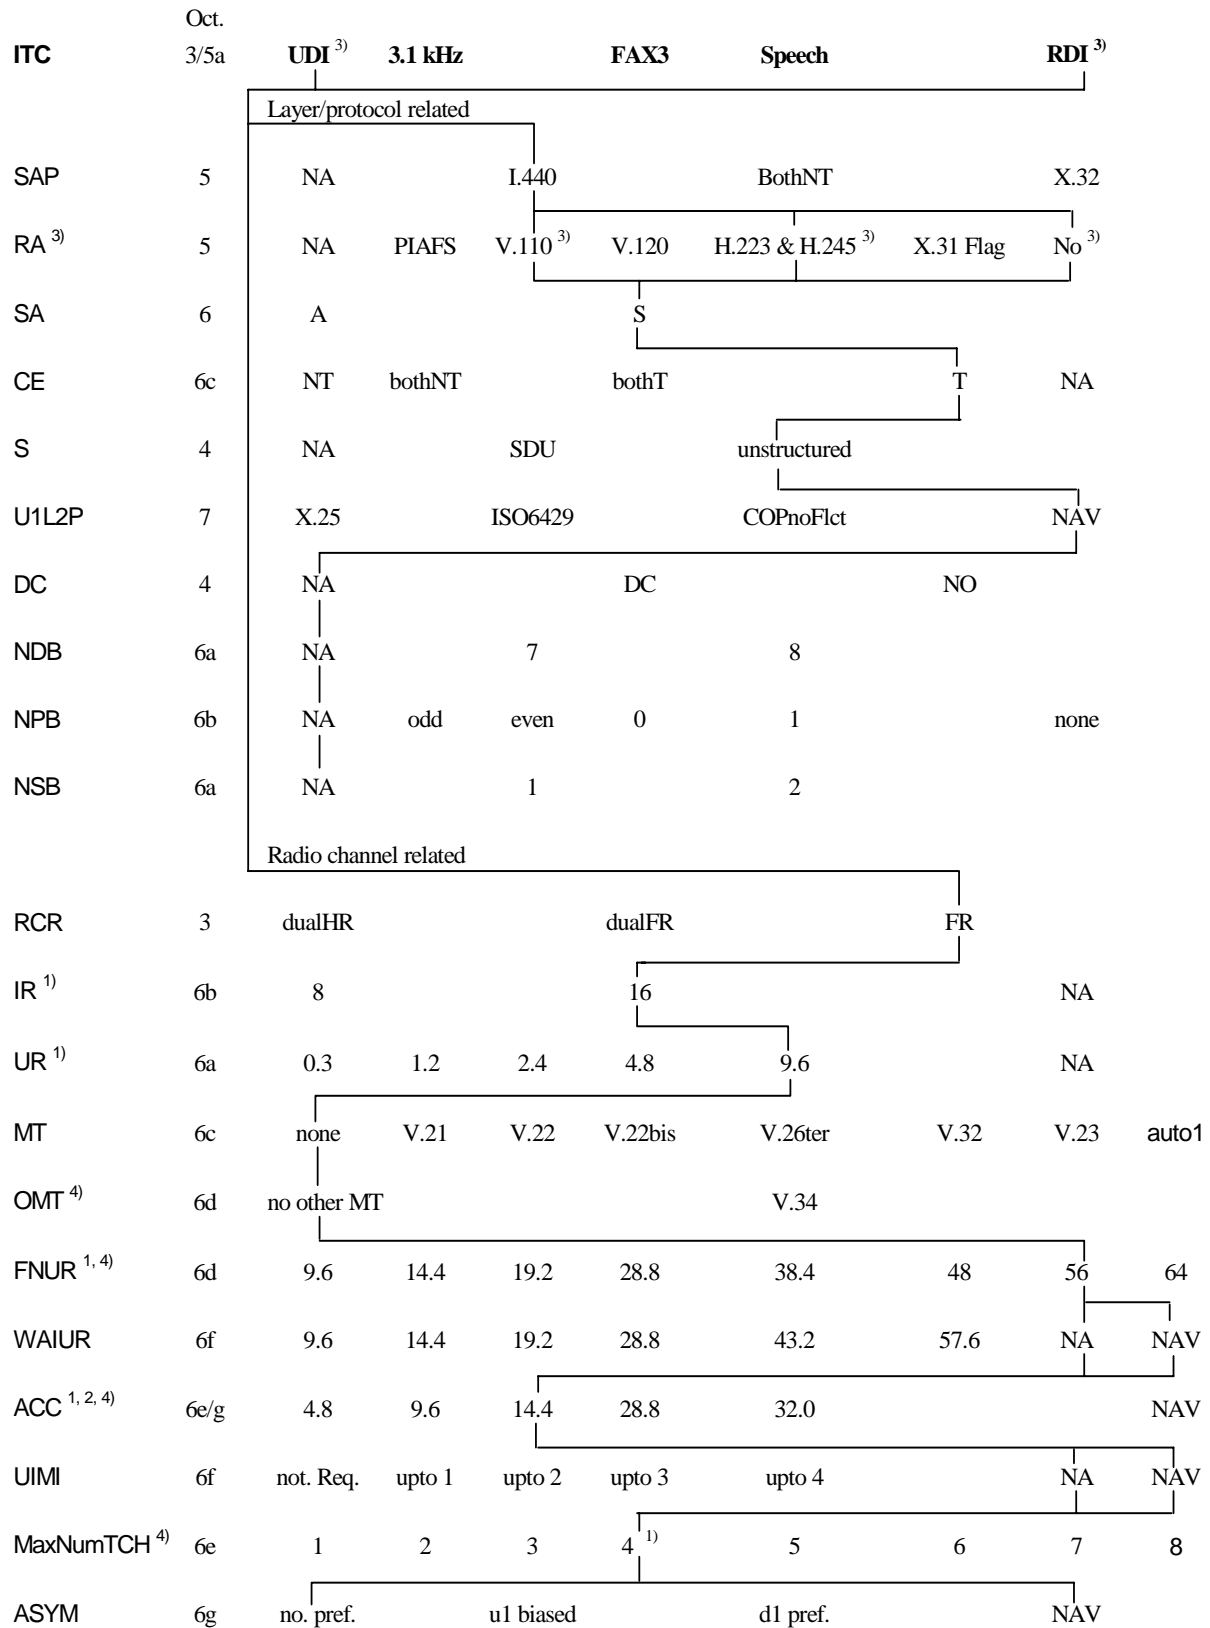 Oct.
ITC 3/5a UDI 3) 3.1 kHz FAX3 Speech RDI 3)
Layer/protocol related
SAP 5 NA I.440 BothNT X.32
RA 3) 5 NA PIAFS V.110 3) V.120 H.223 & H.245 3) X.31 Flag No 3)
SA 6 A S
CE 6c NT bothNT bothT T NA
S 4 NA SDU unstructured
U1L2P 7 X.25 ISO6429 COPnoFlct NAV
DC 4 NA DC NO
NDB 6a NA 7 8
NPB 6b NA odd even 0 1 none
NSB 6a NA 1 2
Radio channel related
RCR 3 dualHR dualFR FR
IR 1) 6b 8 16 NA
UR 1) 6a 0.3 1.2 2.4 4.8 9.6 NA
MT 6c none V.21 V.22 V.22bis V.26ter V.32 V.23 auto1
OMT 4) 6d no other MT V.34
FNUR 1, 4) 6d 9.6 14.4 19.2 28.8 38.4 48 56 64
WAIUR 6f 9.6 14.4 19.2 28.8 43.2 57.6 NA NAV
ACC 1, 2, 4) 6e/g 4.8 9.6 14.4 28.8 32.0 NAV
UIMI 6f not. Req. upto 1 upto 2 upto 3 upto 4 NA NAV
MaxNumTCH 4) 6e 1 2 3 4 1) 5 6 7 8
ASYM 6g no. pref. u1 biased d1 pref. NAV